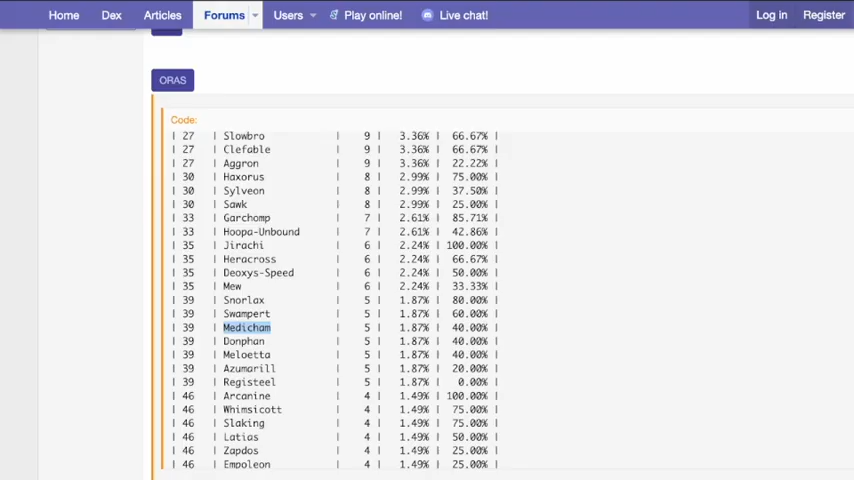 Home Dex Articles Forums Users Play online! Live chat! Log in Register
ORAS
Code:
| 27 | Slowbro | 9 | 3.36% | 66.67% |
| 27 | Clefable | 9 | 3.36% | 66.67% |
| 27 | Aggron | 9 | 3.36% | 22.22% |
| 30 | Haxorus | 8 | 2.99% | 75.00% |
| 30 | Sylveon | 8 | 2.99% | 37.50% |
| 30 | Sawk | 8 | 2.99% | 25.00% |
| 33 | Garchomp | 7 | 2.61% | 85.71% |
| 33 | Hoopa-Unbound | 7 | 2.61% | 42.86% |
| 35 | Jirachi | 6 | 2.24% | 100.00% |
| 35 | Heracross | 6 | 2.24% | 66.67% |
| 35 | Deoxys-Speed | 6 | 2.24% | 50.00% |
| 35 | Mew | 6 | 2.24% | 33.33% |
| 39 | Snorlax | 5 | 1.87% | 80.00% |
| 39 | Swampert | 5 | 1.87% | 60.00% |
| 39 | Medicham | 5 | 1.87% | 40.00% |
| 39 | Donphan | 5 | 1.87% | 40.00% |
| 39 | Meloetta | 5 | 1.87% | 40.00% |
| 39 | Azumarill | 5 | 1.87% | 20.00% |
| 39 | Registeel | 5 | 1.87% | 0.00% |
| 46 | Arcanine | 4 | 1.49% | 100.00% |
| 46 | Whimsicott | 4 | 1.49% | 75.00% |
| 46 | Slaking | 4 | 1.49% | 75.00% |
| 46 | Latias | 4 | 1.49% | 50.00% |
| 46 | Zapdos | 4 | 1.49% | 25.00% |
| 46 | Empoleon | 4 | 1.49% | 25.00% |